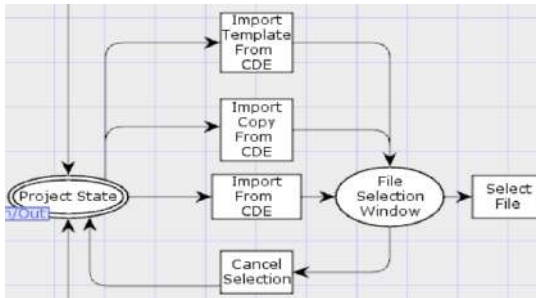 Import
Template
From
CDE
Import
Copy
From
CDE
Project State
n/Out
Import
From
CDE
File
Selection
Window
Select
File
Cancel
Selection